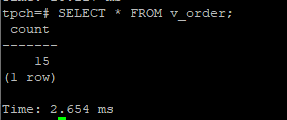 tpch=# SELECT * FROM v_order;
 count
-------
    15
(1 row)

Time: 2.654 ms